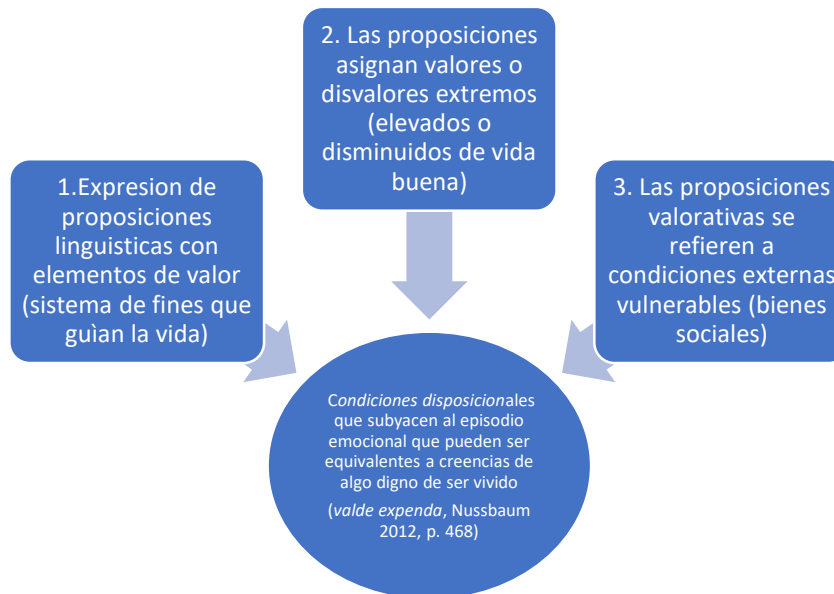 1.Expresion de
proposiciones
linguisticas con
elementos de valor
(sistema de fines que
guìan la vida)
2. Las proposiciones
asignan valores o
disvalores extremos
(elevados o
disminuidos de vida
buena)
3. Las proposiciones
valorativas se
refieren a
condiciones externas
vulnerables (bienes
sociales)
Condiciones disposicionales
que subyacen al episodio
emocional que pueden ser
equivalentes a creencias de
algo digno de ser vivido
(valde expenda, Nussbaum
2012, p. 468)